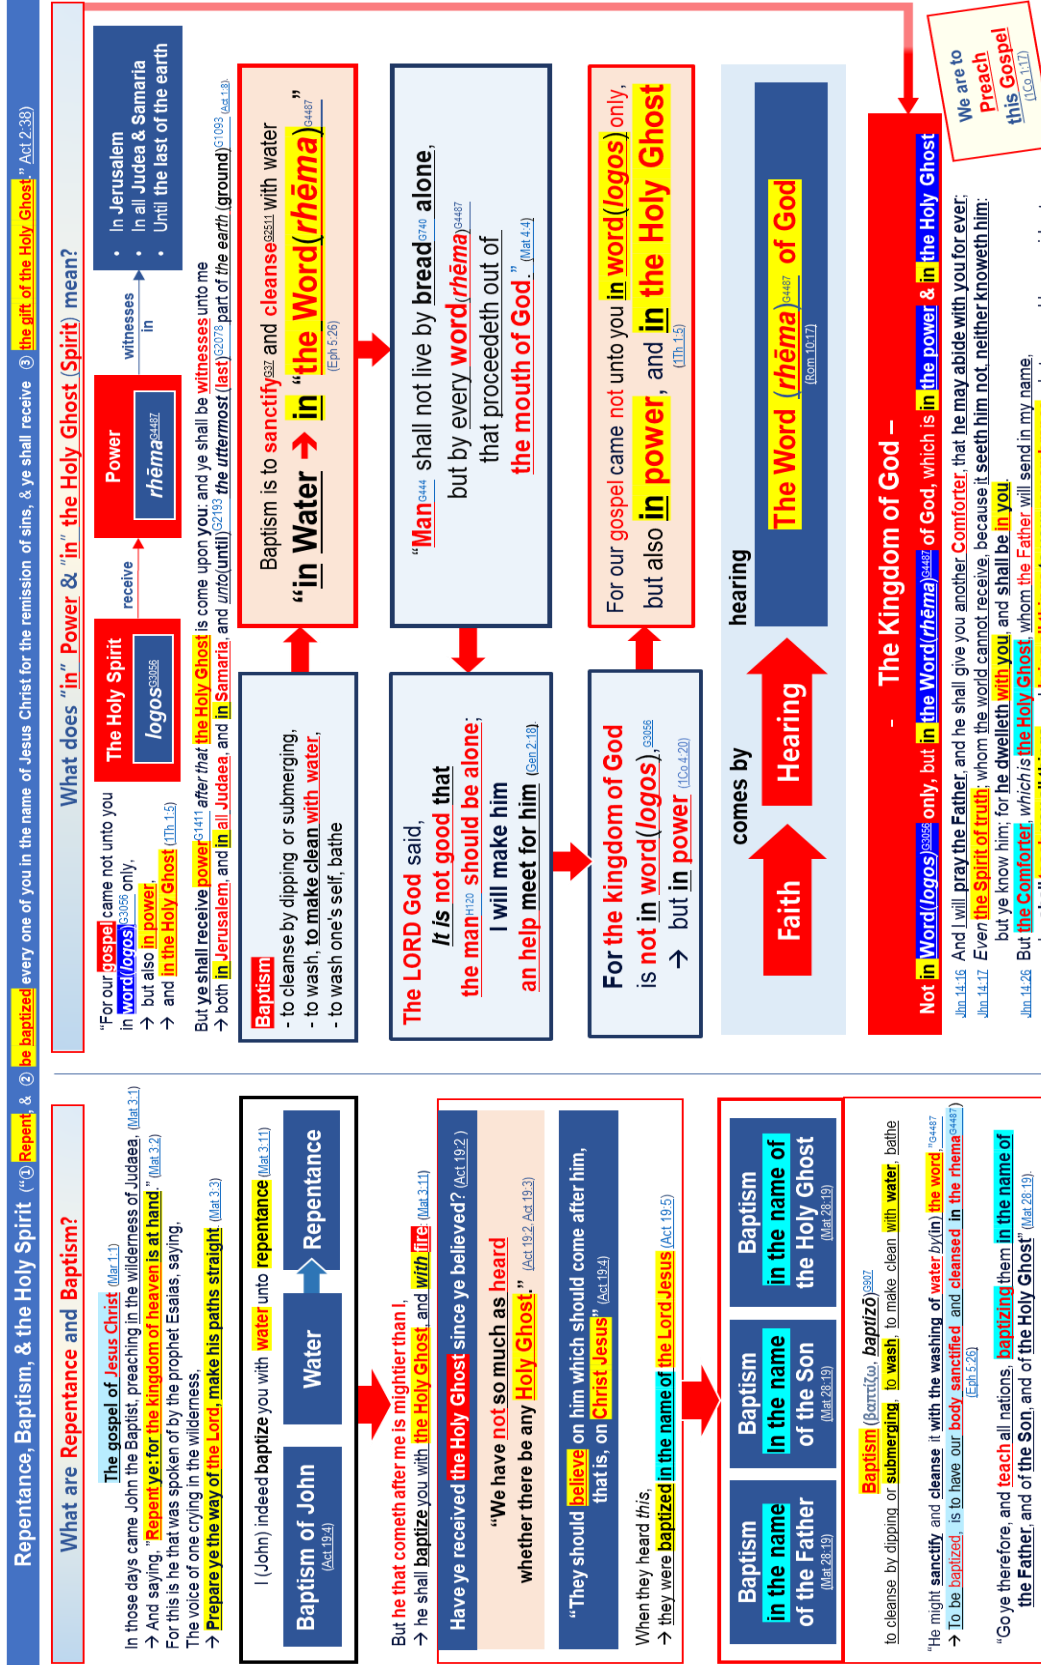 Repentance, Baptism, & the Holy Spirit ("① Repent, & ② be baptized every one of you in the name of Jesus Christ for the remission of sins, & ye shall receive ③ the gift of the Holy Ghost." Act 2:38)
What are Repentance and Baptism?
The gospel of Jesus Christ (Mar 1:1)
In those days came John the Baptist, preaching in the wilderness of Judaea, (Mat 3:1)
→ And saying, "Repent ye: for the kingdom of heaven is at hand." (Mat 3:2)
For this is he that was spoken of by the prophet Esaias, saying,
The voice of one crying in the wilderness,
→ Prepare ye the way of the Lord, make his paths straight. (Mat 3:3)
I (John) indeed baptize you with water unto repentance (Mat 3:11)
Baptism of John
(Act 19:4)
Water
Repentance
But he that cometh after me is mightier than I,
→ he shall baptize you with the Holy Ghost, and with fire: (Mat 3:11)
Have ye received the Holy Ghost since ye believed? (Act 19:2)
"We have not so much as heard
whether there be any Holy Ghost." (Act 19:2, Act 19:3)
"They should believe on him which should come after him,
that is, on Christ Jesus" (Act 19:4)
When they heard this,
→ they were baptized in the name of the Lord Jesus (Act 19:5)
Baptism
in the name
of the Father
(Mat 28:19)
Baptism
in the name
of the Son
(Mat 28:19)
Baptism
in the name of
the Holy Ghost
(Mat 28:19)
Baptism (βαπτίζω, baptizō)G907
to cleanse by dipping or submerging, to wash, to make clean with water, bathe
"He might sanctify and cleanse it with the washing of water by(in) the word,"G4487
→ To be baptized, is to have our body sanctified and cleansed in the rhemaG4487)
(Eph 5:26)
"Go ye therefore, and teach all nations, baptizing them in the name of
the Father, and of the Son, and of the Holy Ghost" (Mat 28:19)
What does "in" Power & "in" the Holy Ghost (Spirit) mean?
"For our gospel came not unto you
in word(logos)G3056 only,
→ but also in power,
→ and in the Holy Ghost (1Th 1:5)
The Holy Spirit
logosG3056
receive
Power
rhēmaG4487
witnesses
in
• In Jerusalem
• In all Judea & Samaria
• Until the last of the earth
But ye shall receive powerG1411 after that the Holy Ghost is come upon you: and ye shall be witnesses unto me
→ both in Jerusalem, and in all Judaea, and in Samaria, and unto(until)G2193 the uttermost (last)G2078 part of the earth (ground)G1093 (Act 1:8).
Baptism
- to cleanse by dipping or submerging,
- to wash, to make clean with water,
- to wash one's self, bathe
Baptism is to sanctifyG37 and cleanseG2511 with water
"in Water → in "the Word(rhēma)G4487"
(Eph 5:26)
The LORD God said,
It is not good that
the manH120 should be alone;
I will make him
an help meet for him (Gen 2:18).
"ManG444 shall not live by breadG740 alone,
but by every word(rhēma)G4487
that proceedeth out of
the mouth of God." (Mat 4:4)
For the kingdom of God
is not in word(logos),G3056
→ but in power (1Co 4:20)
For our gospel came not unto you in word(logos) only,
but also in power, and in the Holy Ghost
(1Th 1:5)
Faith
comes by
Hearing
hearing
The Word (rhēma)G4487 of God
(Rom 10:17)
- The Kingdom of God –
Not in Word(logos)G3056 only, but in the Word(rhēma)G4487 of God, which is in the power & in the Holy Ghost
We are to
Preach
this Gospel
(1Co 1:17)
Jhn 14:16 And I will pray the Father, and he shall give you another Comforter, that he may abide with you for ever;
Jhn 14:17 Even the Spirit of truth; whom the world cannot receive, because it seeth him not, neither knoweth him:
but ye know him; for he dwelleth with you, and shall be in you.
Jhn 14:26 But the Comforter, which is the Holy Ghost, whom the Father will send in my name,